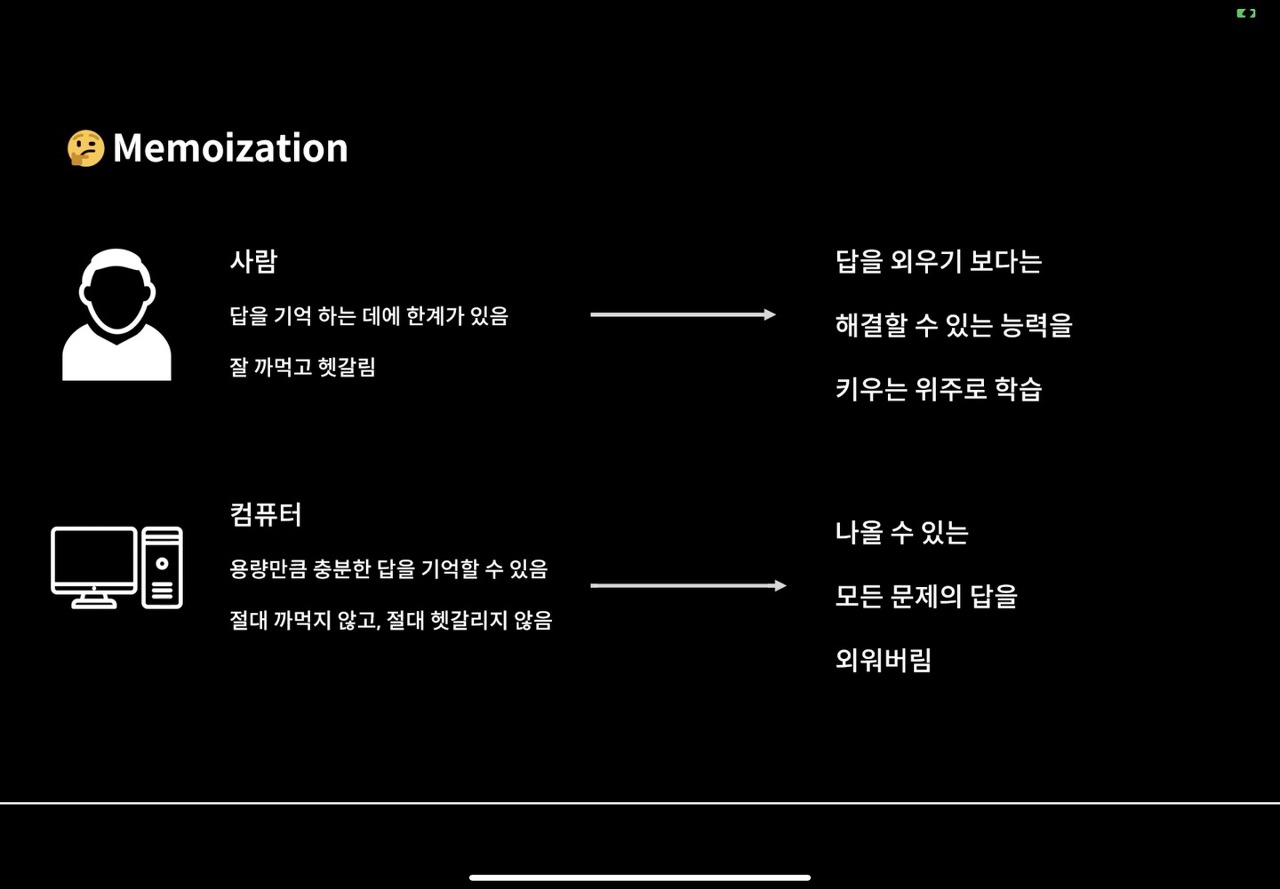 🤔 Memoization
사람
답을 기억 하는 데에 한계가 있음
잘 까먹고 헷갈림
답을 외우기 보다는
해결할 수 있는 능력을
키우는 위주로 학습
컴퓨터
용량만큼 충분한 답을 기억할 수 있음
절대 까먹지 않고, 절대 헷갈리지 않음
나올 수 있는
모든 문제의 답을
외워버림